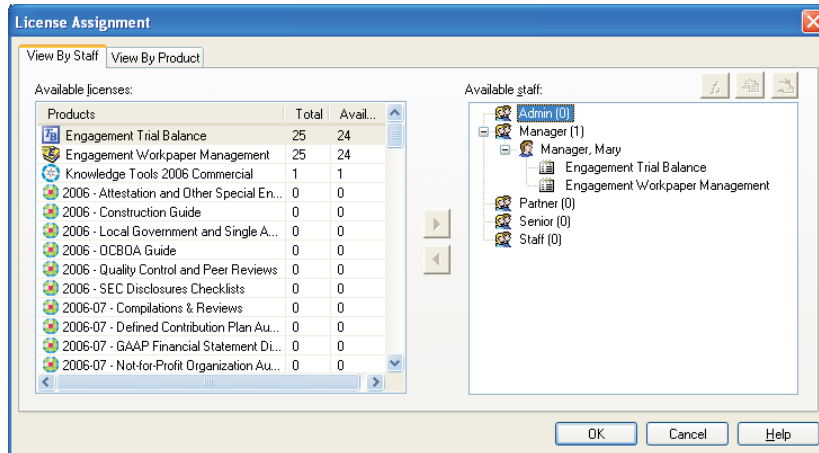 License Assignment
View By Staff View By Product
Available licenses:
Products Total Avail...
Engagement Trial Balance 25 24
Engagement Workpaper Management 25 24
Knowledge Tools 2006 Commercial 1 1
2006 - Attestation and Other Special En... 0 0
2006 - Construction Guide 0 0
2006 - Local Government and Single A... 0 0
2006 - OCBOA Guide 0 0
2006 - Quality Control and Peer Reviews 0 0
2006 - SEC Disclosures Checklists 0 0
2006-07 - Compilations & Reviews 0 0
2006-07 - Defined Contribution Plan Au... 0 0
2006-07 - GAAP Financial Statement Di... 0 0
2006-07 - Not-for-Profit Organization Au... 0 0
Available staff:
Admin (0)
Manager (1)
Manager, Mary
Engagement Trial Balance
Engagement Workpaper Management
Partner (0)
Senior (0)
Staff (0)
OK Cancel Help